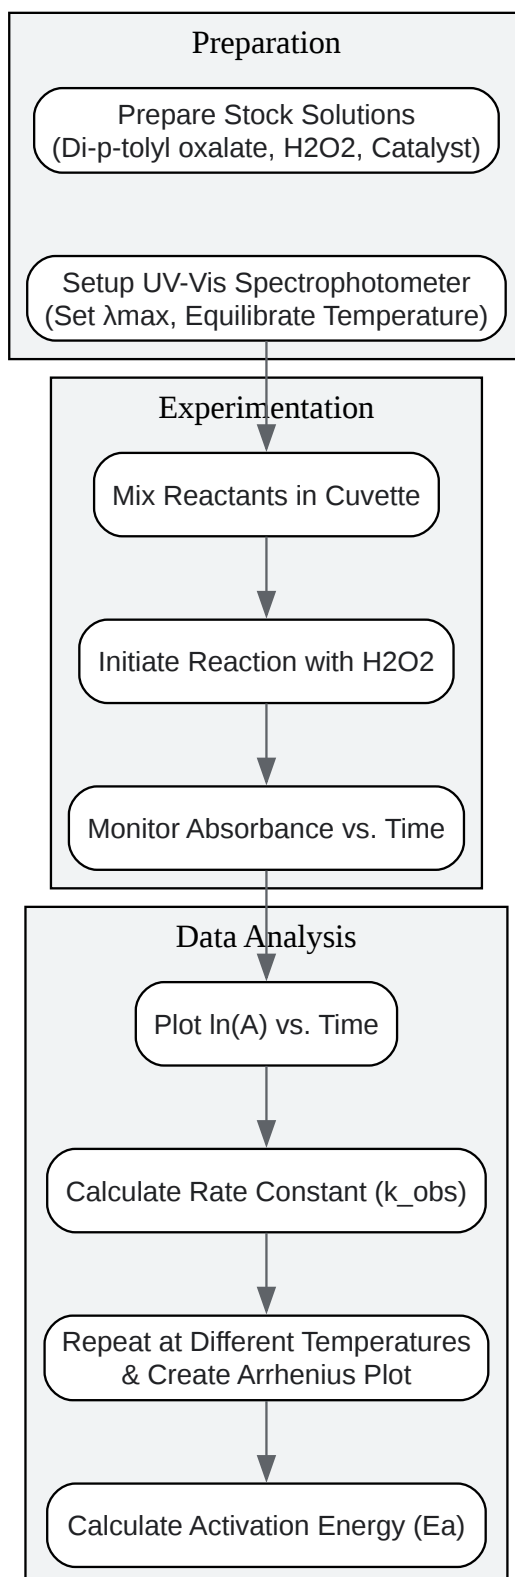 Preparation
Prepare Stock Solutions
(Di-p-tolyl oxalate, H2O2, Catalyst)
Setup UV-Vis Spectrophotometer
(Set λmax, Equilibrate Temperature)
Experimentation
Mix Reactants in Cuvette
Initiate Reaction with H2O2
Monitor Absorbance vs. Time
Data Analysis
Plot ln(A) vs. Time
Calculate Rate Constant (k_obs)
Repeat at Different Temperatures
& Create Arrhenius Plot
Calculate Activation Energy (Ea)